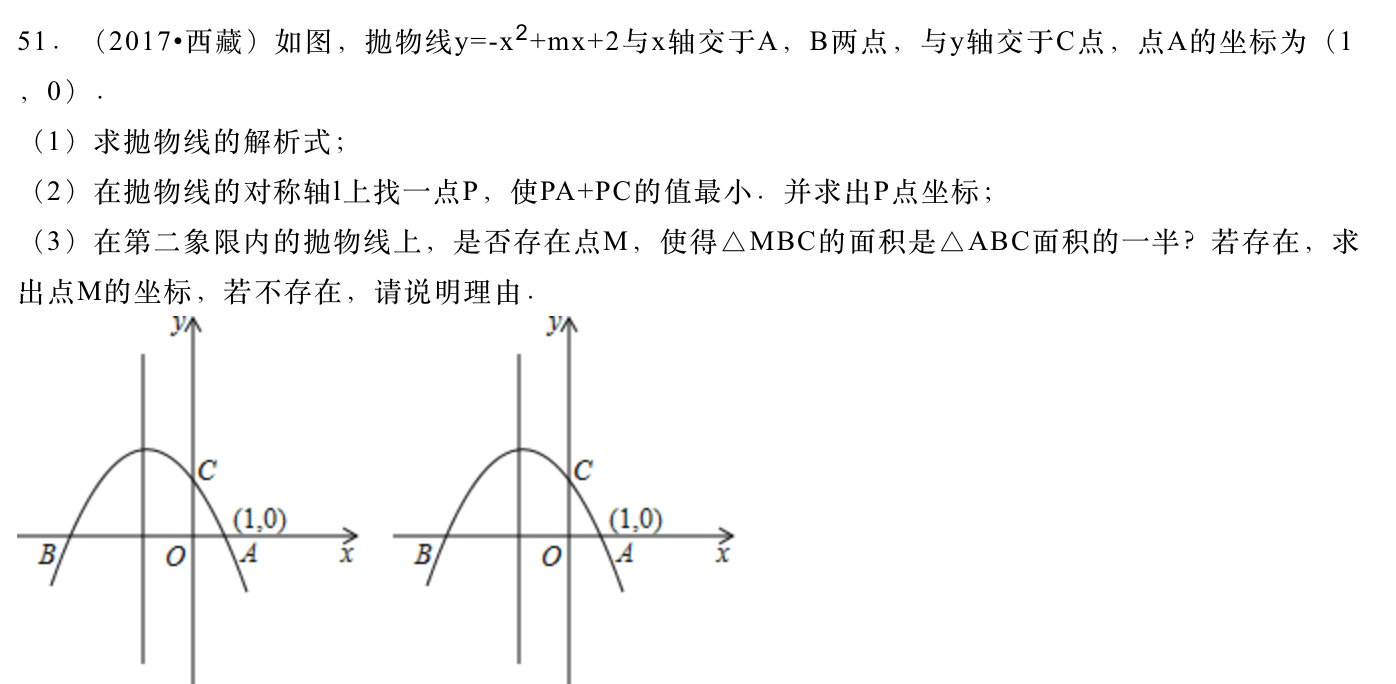 51．（2017•西藏）如图，抛物线y=-x²+mx+2与x轴交于A，B两点，与y轴交于C点，点A的坐标为（1
，0）．
（1）求抛物线的解析式；
（2）在抛物线的对称轴l上找一点P，使PA+PC的值最小．并求出P点坐标；
（3）在第二象限内的抛物线上，是否存在点M，使得△MBC的面积是△ABC面积的一半？若存在，求
出点M的坐标，若不存在，请说明理由．
y
C
(1,0)
B
O
A
x
y
C
(1,0)
B
O
A
x